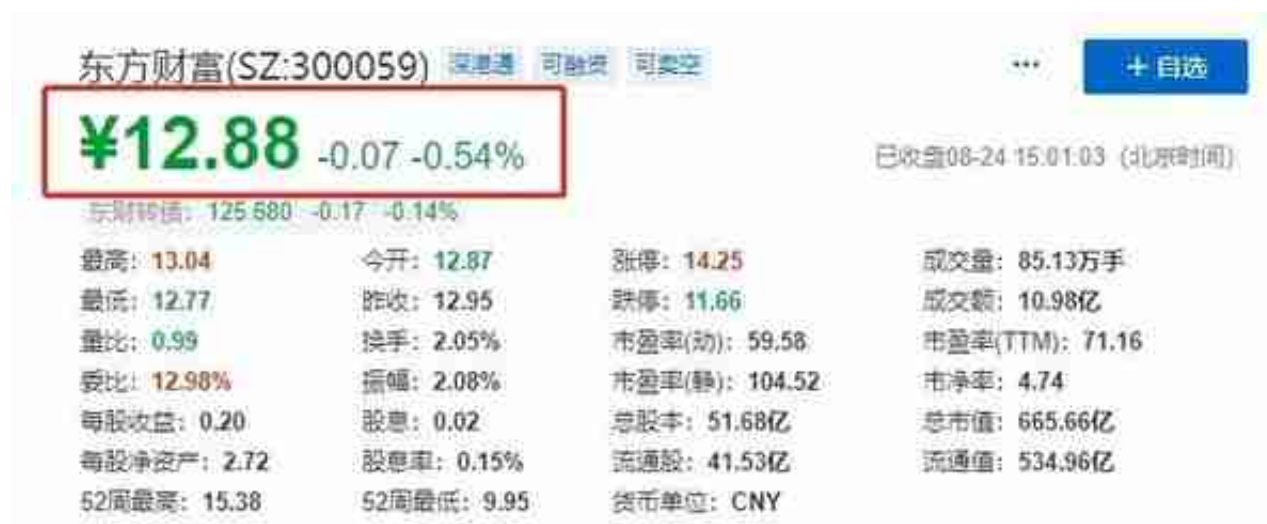 东方财富(SZ:300059) 深港通 可融资 可卖空 ... +自选
¥12.88 -0.07 -0.54% 已收盘08-24 15:01:03 (北京时间)
东财转债: 125.680 -0.17 -0.14%
最高: 13.04 今开: 12.87 涨停: 14.25 成交量: 85.13万手
最低: 12.77 昨收: 12.95 跌停: 11.66 成交额: 10.98亿
量比: 0.99 换手: 2.05% 市盈率(动): 59.58 市盈率(TTM): 71.16
委比: 12.98% 振幅: 2.08% 市盈率(静): 104.52 市净率: 4.74
每股收益: 0.20 股息: 0.02 总股本: 51.68亿 总市值: 665.66亿
每股净资产: 2.72 股息率: 0.15% 流通股: 41.53亿 流通值: 534.96亿
52周最高: 15.38 52周最低: 9.95 货币单位: CNY